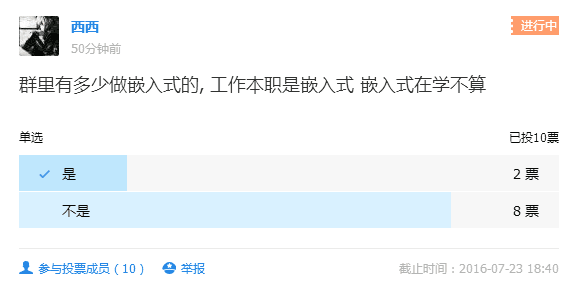 西西
进行中
50分钟前
群里有多少做嵌入式的, 工作本职是嵌入式 嵌入式在学不算
单选 已投10票
是 2 票
不是 8 票
参与投票成员（10） 举报 截止时间：2016-07-23 18:40